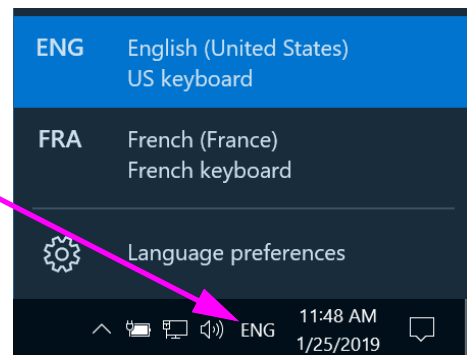 ENG English (United States)
US keyboard
FRA French (France)
French keyboard
Language preferences
ENG 11:48 AM
1/25/2019